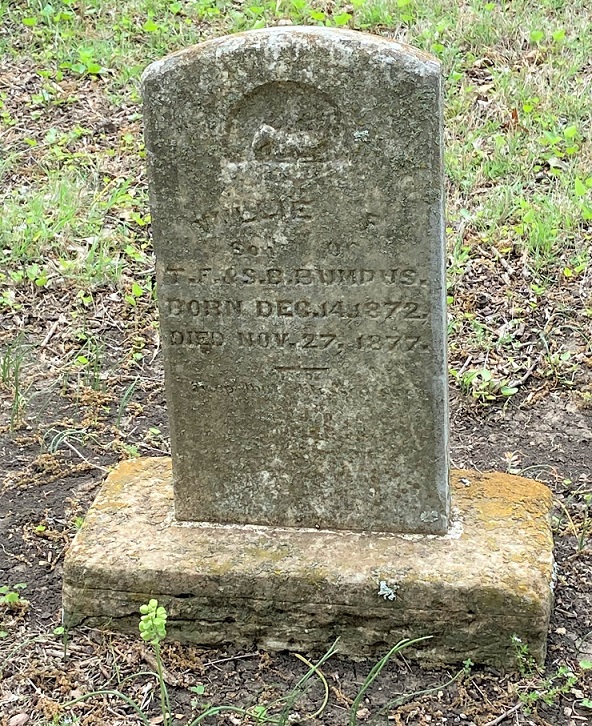 WILLIE F
SON OF
T. F. & S. B. BUMPUS.
BORN DEC. 14, 1872.
DIED NOV. 27, 1877.